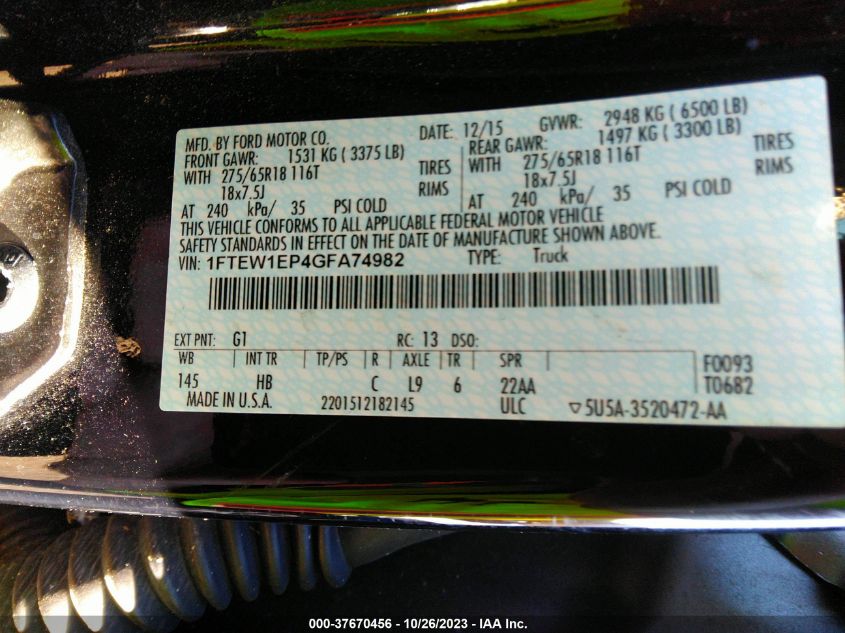 MFD. BY FORD MOTOR CO. DATE: 12/15 GVWR: 2948 KG ( 6500 LB)
FRONT GAWR: 1531 KG ( 3375 LB) REAR GAWR: 1497 KG ( 3300 LB)
WITH 275/65R18 116T TIRES WITH 275/65R18 116T TIRES
18x7.5J RIMS 18x7.5J RIMS
AT 240 kPa/ 35 PSI COLD AT 240 kPa/ 35 PSI COLD
THIS VEHICLE CONFORMS TO ALL APPLICABLE FEDERAL MOTOR VEHICLE
SAFETY STANDARDS IN EFFECT ON THE DATE OF MANUFACTURE SHOWN ABOVE.
VIN: 1FTEW1EP4GFA74982 TYPE: Truck
EXT PNT: G1 RC: 13 DSO:
WB INT TR TP/PS R AXLE TR SPR F0093
145 HB C L9 6 22AA T0682
MADE IN U.S.A. 2201512182145 ULC ▽5U5A-3520472-AA
000-37670456 - 10/26/2023 - IAA Inc.